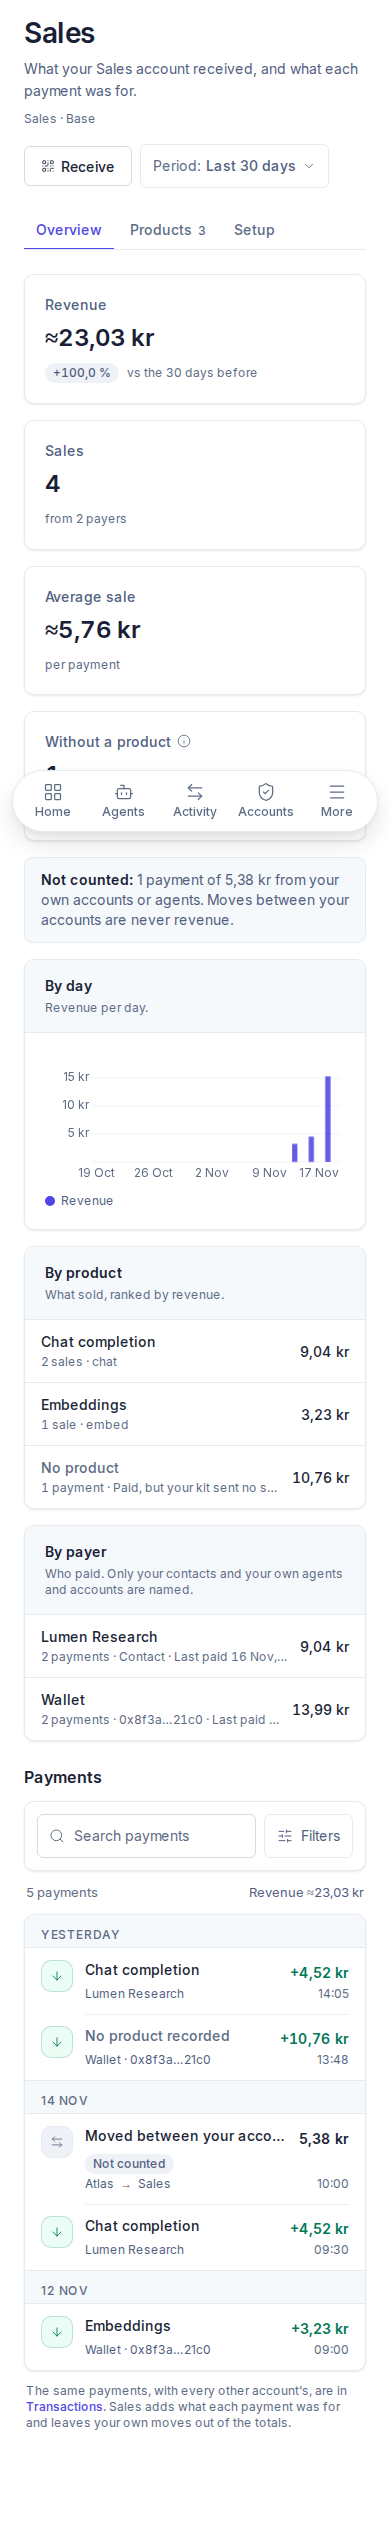 Sales
What your Sales account received, and what each
payment was for.
Sales · Base
Receive
Period: Last 30 days
Overview
Products 3
Setup
Revenue
≈23,03 kr
+100,0 %
vs the 30 days before
Sales
4
from 2 payers
Average sale
≈5,76 kr
per payment
Without a product
Home
Agents
Activity
Accounts
More
Not counted: 1 payment of 5,38 kr from your
own accounts or agents. Moves between your
accounts are never revenue.
By day
Revenue per day.
15 kr
10 kr
5 kr
19 Oct
26 Oct
2 Nov
9 Nov
17 Nov
Revenue
By product
What sold, ranked by revenue.
Chat completion
9,04 kr
2 sales · chat
Embeddings
3,23 kr
1 sale · embed
No product
10,76 kr
1 payment · Paid, but your kit sent no s...
By payer
Who paid. Only your contacts and your own agents
and accounts are named.
Lumen Research
9,04 kr
2 payments · Contact · Last paid 16 Nov,...
Wallet
13,99 kr
2 payments · 0x8f3a...21c0 · Last paid ...
Payments
Search payments
Filters
5 payments
Revenue ≈23,03 kr
YESTERDAY
Chat completion
+4,52 kr
Lumen Research
14:05
No product recorded
+10,76 kr
Wallet · 0x8f3a...21c0
13:48
14 NOV
Moved between your acco...
5,38 kr
Not counted
Atlas → Sales
10:00
Chat completion
+4,52 kr
Lumen Research
09:30
12 NOV
Embeddings
+3,23 kr
Wallet · 0x8f3a...21c0
09:00
The same payments, with every other account's, are in
Transactions. Sales adds what each payment was for
and leaves your own moves out of the totals.